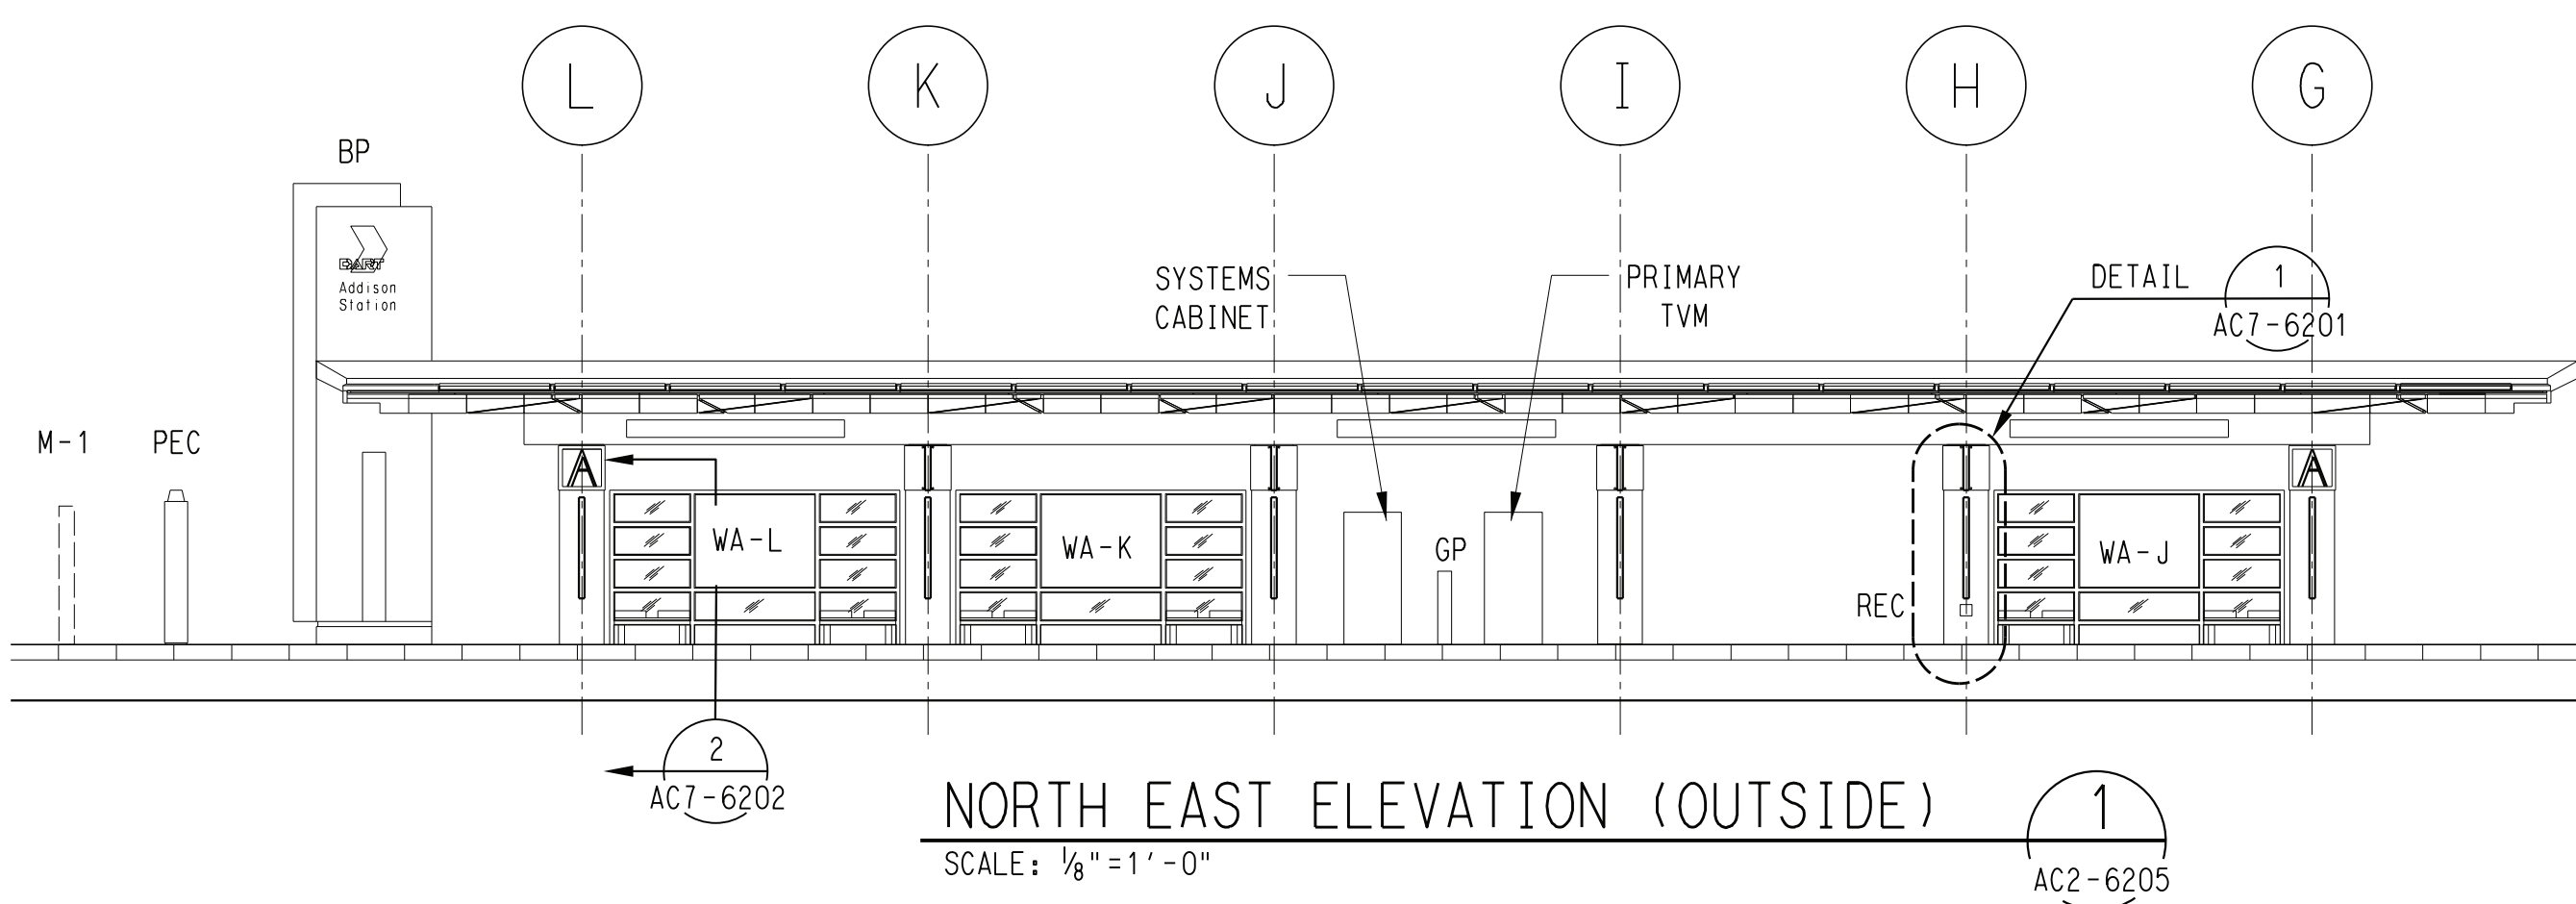 L
K
J
I
H
G
BP
DART
Addison
Station
SYSTEMS
CABINET
PRIMARY
TVM
DETAIL
1
AC7-6201
M-1
PEC
A
A
WA-L
WA-K
GP
WA-J
REC
2
AC7-6202
NORTH EAST ELEVATION (OUTSIDE)
SCALE: 1/8"=1'-0"
1
AC2-6205